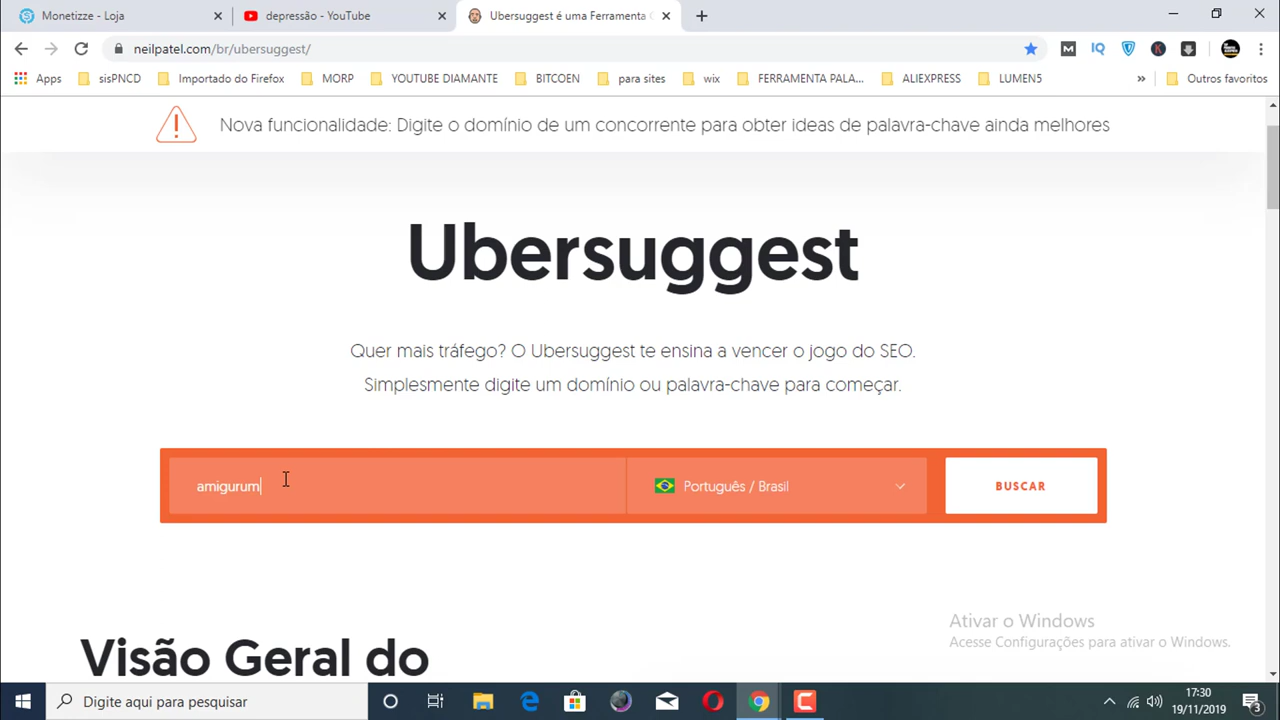 Monetizze - Loja
depressão - YouTube
Ubersuggest é uma Ferramenta
neilpatel.com/br/ubersuggest/
Apps
sisPNCD
Importado do Firefox
MORP
YOUTUBE DIAMANTE
BITCOEN
para sites
wix
FERRAMENTA PALA...
ALIEXPRESS
LUMEN5
»
Outros favoritos
Nova funcionalidade: Digite o domínio de um concorrente para obter ideas de palavra-chave ainda melhores
Ubersuggest
Quer mais tráfego? O Ubersuggest te ensina a vencer o jogo do SEO.
Simplesmente digite um domínio ou palavra-chave para começar.
amigurum
Português / Brasil
BUSCAR
Visão Geral do
Ativar o Windows
Acesse Configurações para ativar o Windows.
Digite aqui para pesquisar
17:30
19/11/2019
3